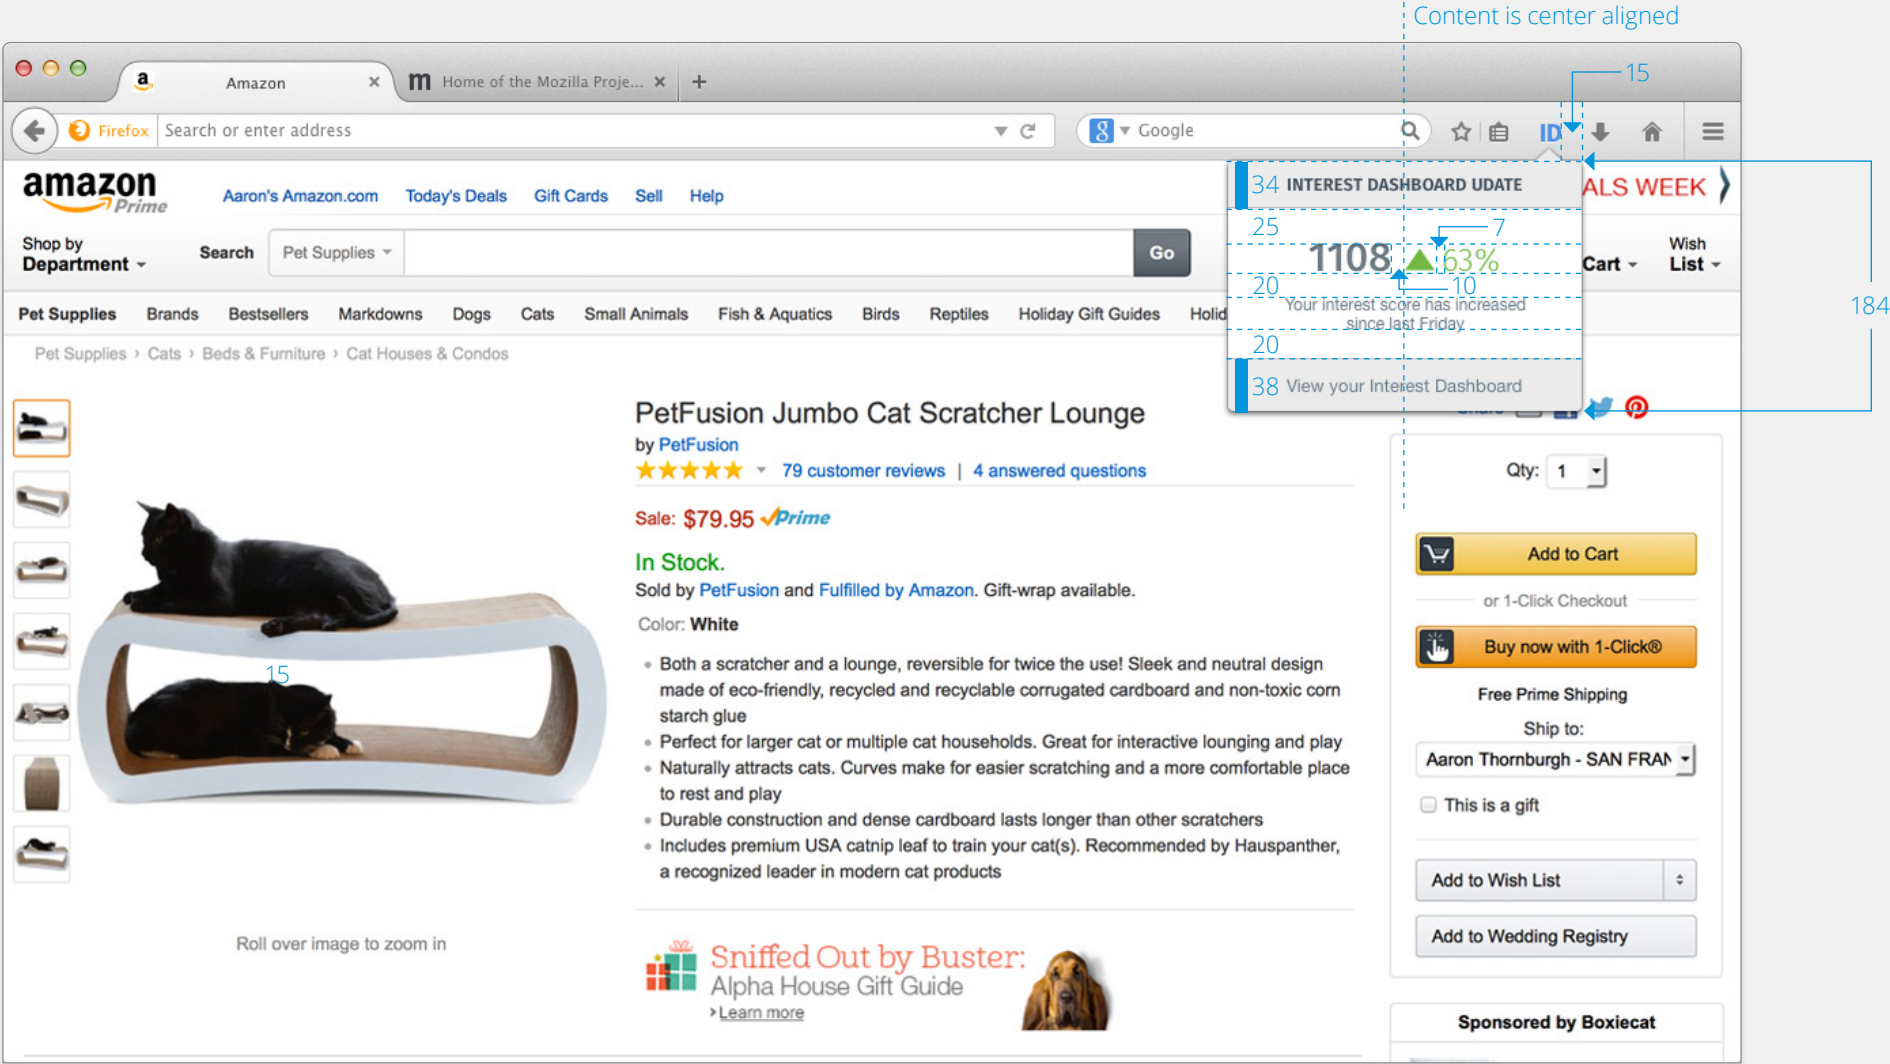 Content is center aligned
15
Amazon
Home of the Mozilla Proje...
Firefox
Search or enter address
Google
ID
amazon
Prime
Aaron's Amazon.com
Today's Deals
Gift Cards
Sell
Help
34
INTEREST DASHBOARD UDATE
ALS WEEK
25
7
1108
63%
20
10
Your interest score has increased
since last Friday
20
38
View your Interest Dashboard
184
Shop by
Department
Search
Pet Supplies
Go
Cart
Wish
List
Pet Supplies
Brands
Bestsellers
Markdowns
Dogs
Cats
Small Animals
Fish & Aquatics
Birds
Reptiles
Holiday Gift Guides
Holid
Pet Supplies › Cats › Beds & Furniture › Cat Houses & Condos
PetFusion Jumbo Cat Scratcher Lounge
by PetFusion
79 customer reviews | 4 answered questions
Sale: $79.95 Prime
In Stock.
Sold by PetFusion and Fulfilled by Amazon. Gift-wrap available.
Color: White
Both a scratcher and a lounge, reversible for twice the use! Sleek and neutral design
made of eco-friendly, recycled and recyclable corrugated cardboard and non-toxic corn
starch glue
Perfect for larger cat or multiple cat households. Great for interactive lounging and play
Naturally attracts cats. Curves make for easier scratching and a more comfortable place
to rest and play
Durable construction and dense cardboard lasts longer than other scratchers
Includes premium USA catnip leaf to train your cat(s). Recommended by Hauspanther,
a recognized leader in modern cat products
15
Roll over image to zoom in
Sniffed Out by Buster:
Alpha House Gift Guide
› Learn more
Qty: 1
Add to Cart
or 1-Click Checkout
Buy now with 1-Click®
Free Prime Shipping
Ship to:
Aaron Thornburgh - SAN FRAN
This is a gift
Add to Wish List
Add to Wedding Registry
Sponsored by Boxiecat